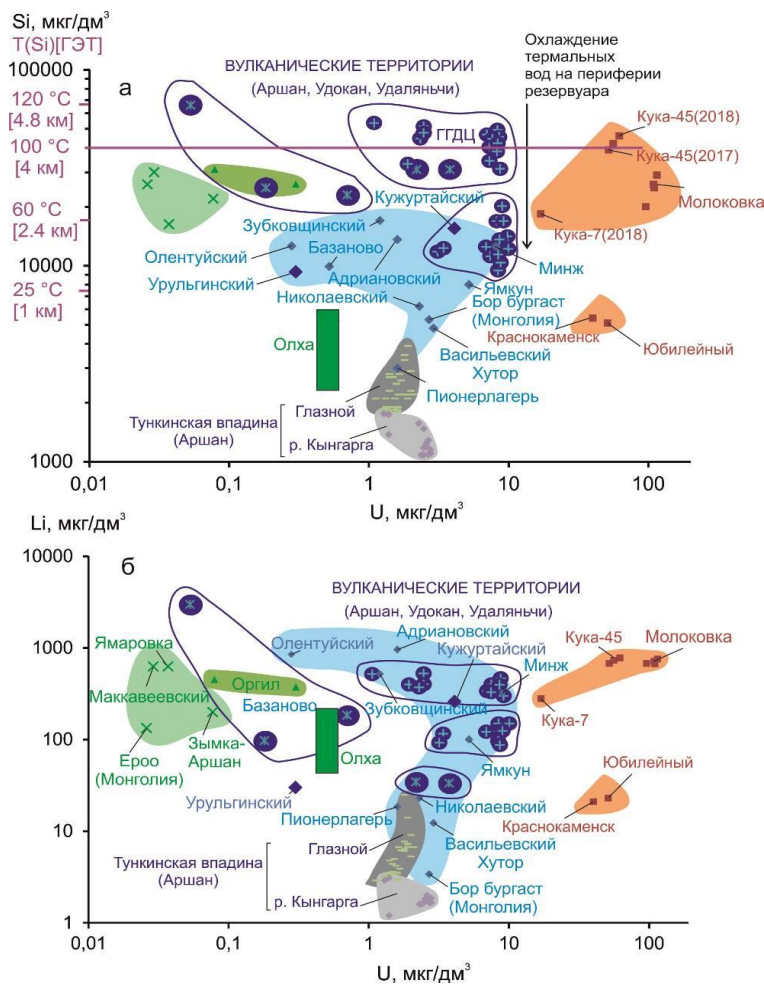 Si, мкг/дм³
T(Si)[ГЭТ]
100000
120 °C
[4.8 км]
100 °C
[4 км]
60 °C
[2.4 км]
10000
25 °C
[1 км]
1000
а
ВУЛКАНИЧЕСКИЕ ТЕРРИТОРИИ
(Аршан, Удокан, Удаляньчи)
Охлаждение
термальных
вод на периферии
резервуара
ГГДЦ
Кука-45(2018)
Кука-45(2017)
Молоковка
Кука-7(2018)
Кужуртайский
Зубковщинский
Олентуйский
Базаново
Урульгинский
Адриановский
Минж
Николаевский
Ямкун
Бор бургаст
(Монголия)
Краснокаменск
Юбилейный
Олха
Васильевский
Хутор
Пионерлагерь
Глазной
Тункинская впадина
(Аршан)
р. Кынгарга
0,01
0,1
1
10
100
U, мкг/дм³
Li, мкг/дм³
10000
1000
100
10
1
б
ВУЛКАНИЧЕСКИЕ ТЕРРИТОРИИ
(Аршан, Удокан, Удаляньчи)
Олентуйский
Адриановский
Кужуртайский
Кука-45
Молоковка
Ямаровка
Маккавеевский
Оргил
Базаново
Зубковщинский
Минж
Кука-7
Ероо
(Монголия)
Зымка-
Аршан
Олха
Ямкун
Урульгинский
Юбилейный
Пионерлагерь
Николаевский
Краснокаменск
Глазной
Васильевский
Хутор
Тункинская впадина
(Аршан)
р. Кынгарга
Бор бургаст
(Монголия)
0,01
0,1
1
10
100
U, мкг/дм³